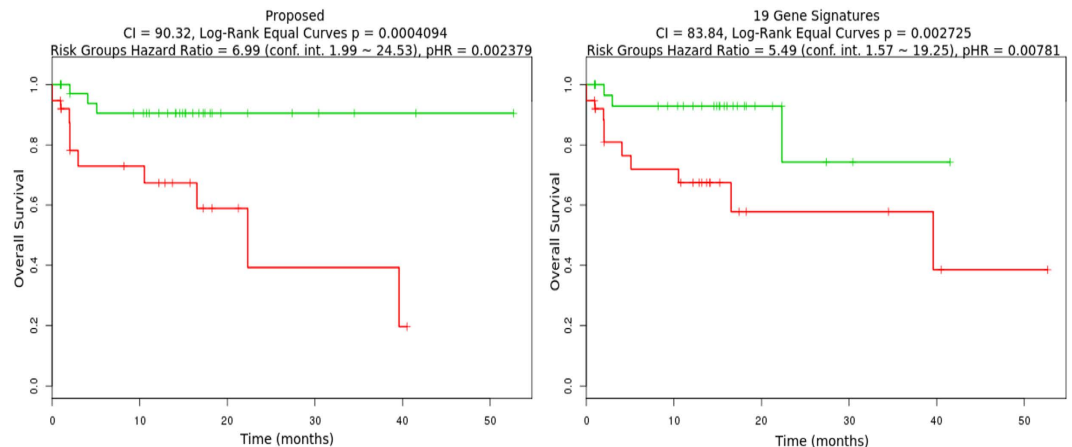 Proposed
CI = 90.32, Log-Rank Equal Curves p = 0.0004094
Risk Groups Hazard Ratio = 6.99 (conf. int. 1.99 ~ 24.53), pHR = 0.002379
Overall Survival
1.0
0.8
0.6
0.4
0.2
0.0
0 10 20 30 40 50
Time (months)
19 Gene Signatures
CI = 83.84, Log-Rank Equal Curves p = 0.002725
Risk Groups Hazard Ratio = 5.49 (conf. int. 1.57 ~ 19.25), pHR = 0.00781
Overall Survival
1.0
0.8
0.6
0.4
0.2
0.0
0 10 20 30 40 50
Time (months)